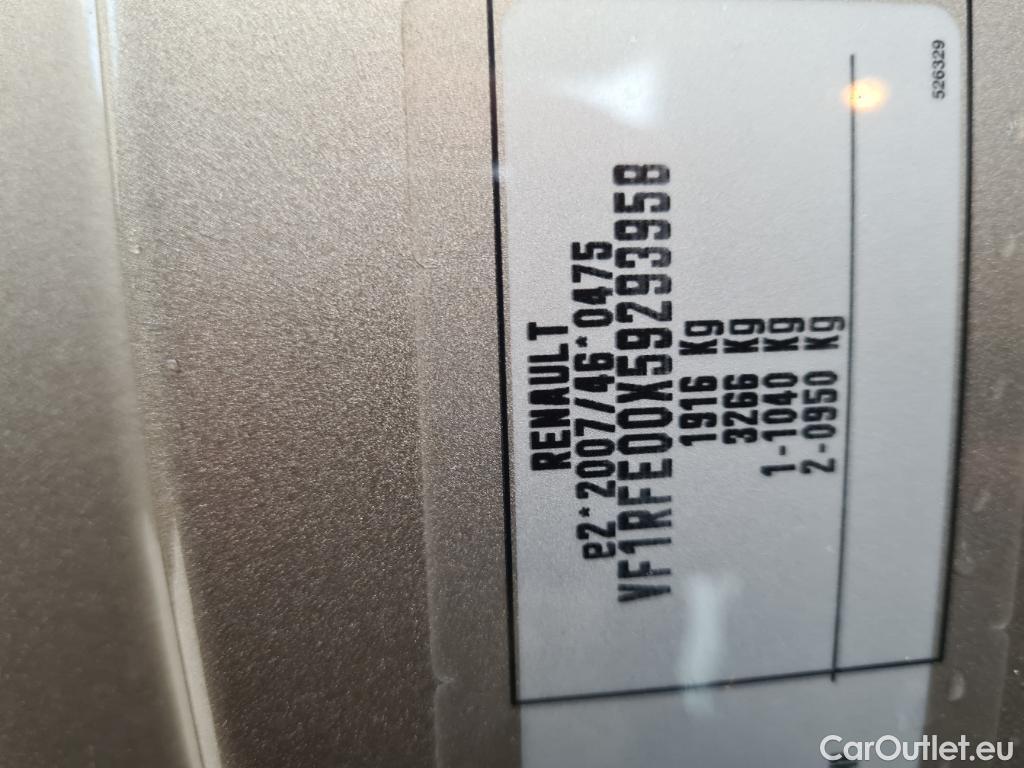 RENAULT
e2*2007/46*0475
VF1RFE00X59293958
1916 Kg
3266 Kg
1-1040 Kg
2-0950 Kg
526329
CarOutlet.eu